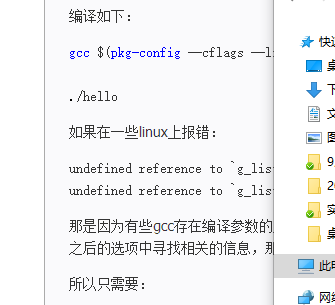 编译如下：
gcc $(pkg-config --cflags --li
./hello
如果在一些linux上报错：
undefined reference to `g_lis
undefined reference to `g_lis
那是因为有些gcc存在编译参数的
之后的选项中寻找相关的信息，那
所以只需要：
快速
桌
下
文
图
9
2
实
桌
此电
网络